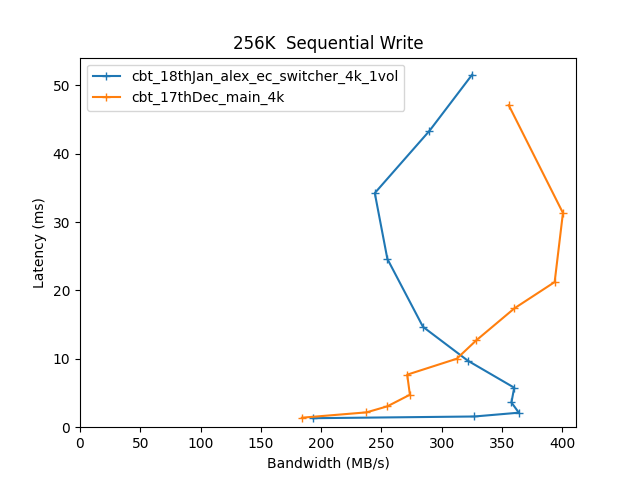 256K  Sequential Write
cbt_18thJan_alex_ec_switcher_4k_1vol
cbt_17thDec_main_4k
50
40
30
20
10
0
Latency (ms)
0 50 100 150 200 250 300 350 400
Bandwidth (MB/s)